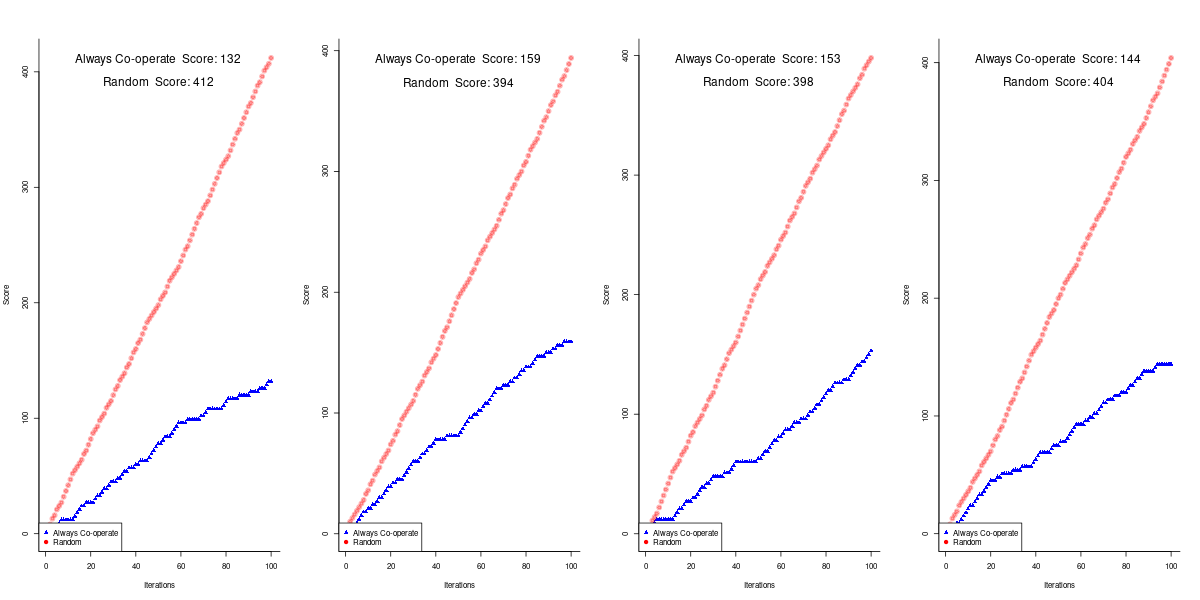 Always Co-operate Score: 132
Random Score: 412
Score
400
300
200
100
0
Always Co-operate
Random
0 20 40 60 80 100
Iterations
Always Co-operate Score: 159
Random Score: 394
Score
400
300
200
100
0
Always Co-operate
Random
0 20 40 60 80 100
Iterations
Always Co-operate Score: 153
Random Score: 398
Score
400
300
200
100
0
Always Co-operate
Random
0 20 40 60 80 100
Iterations
Always Co-operate Score: 144
Random Score: 404
Score
400
300
200
100
0
Always Co-operate
Random
0 20 40 60 80 100
Iterations